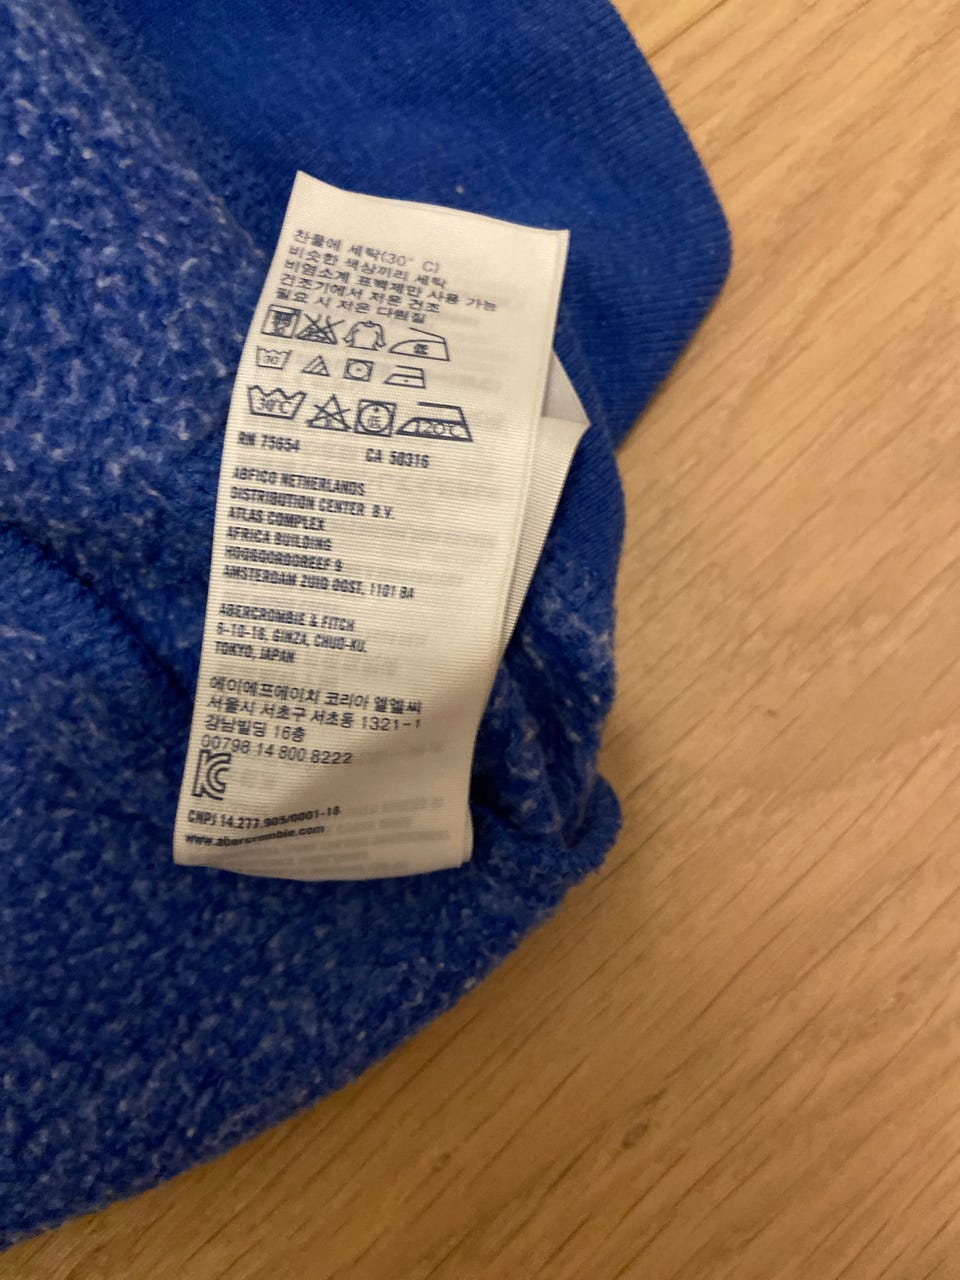 찬물에 세탁(30° C)
비슷한 색상끼리 세탁
비염소계 표백제만 사용 가능
건조기에서 저온 건조
필요 시 저온 다림질
30
30°C 120°C
RN 75654 CA 50316
ABFICO NETHERLANDS
DISTRIBUTION CENTER B.V.
ATLAS COMPLEX
AFRICA BUILDING
HOOGOORDDREEF 9
AMSTERDAM ZUID OOST, 1101 BA
ABERCROMBIE & FITCH
6-10-16, GINZA, CHUO-KU,
TOKYO, JAPAN
에이에프에이치 코리아 엘엘씨
서울시 서초구 서초동 1321-1
강남빌딩 16층
00798 14 800 8222
CNPJ 14.277.905/0001-16
www.abercrombie.com